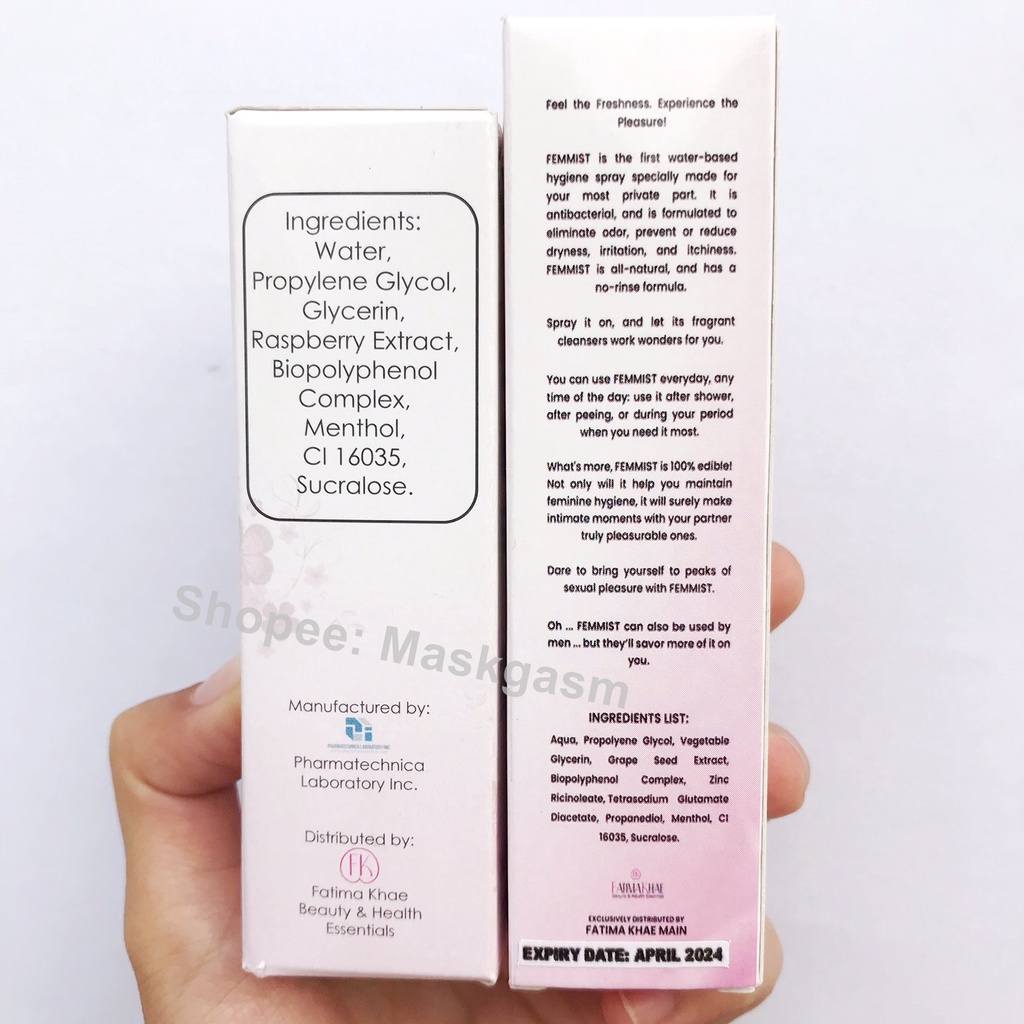 Ingredients:
Water,
Propylene Glycol,
Glycerin,
Raspberry Extract,
Biopolyphenol
Complex,
Menthol,
CI 16035,
Sucralose.
Shopee: Maskgasm
Manufactured by:
PHARMATECHNICA LABORATORY INC
Pharmatechnica
Laboratory Inc.
Distributed by:
FK
Fatima Khae
Beauty & Health
Essentials
Feel the Freshness. Experience the
Pleasure!
FEMMIST is the first water-based
hygiene spray specially made for
your most private part. It is
antibacterial, and is formulated to
eliminate odor, prevent or reduce
dryness, irritation, and itchiness.
FEMMIST is all-natural, and has a
no-rinse formula.
Spray it on, and let its fragrant
cleansers work wonders for you.
You can use FEMMIST everyday, any
time of the day: use it after shower,
after peeing, or during your period
when you need it most.
What's more, FEMMIST is 100% edible!
Not only will it help you maintain
feminine hygiene, it will surely make
intimate moments with your partner
truly pleasurable ones.
Dare to bring yourself to peaks of
sexual pleasure with FEMMIST.
Oh ... FEMMIST can also be used by
men ... but they'll savor more of it on
you.
INGREDIENTS LIST:
Aqua, Propolyene Glycol, Vegetable
Glycerin, Grape Seed Extract,
Biopolyphenol Complex, Zinc
Ricinoleate, Tetrasodium Glutamate
Diacetate, Propanediol, Menthol, CI
16035, Sucralose.
FATIMA KHAE
Beauty & Health Essentials
EXCLUSIVELY DISTRIBUTED BY
FATIMA KHAE MAIN
EXPIRY DATE: APRIL 2024